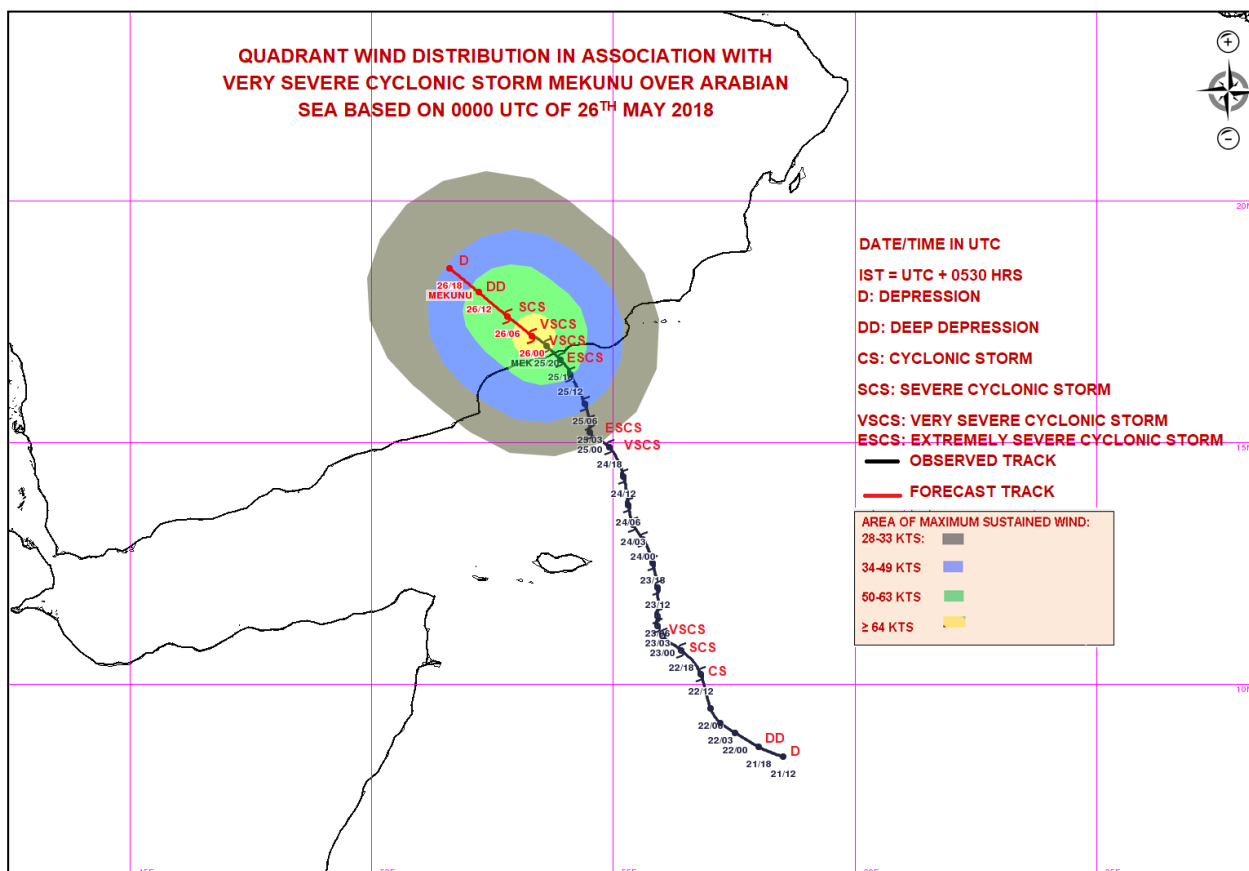 QUADRANT WIND DISTRIBUTION IN ASSOCIATION WITH
VERY SEVERE CYCLONIC STORM MEKUNU OVER ARABIAN
SEA BASED ON 0000 UTC OF 26TH MAY 2018
+
−
20N
DATE/TIME IN UTC
IST = UTC + 0530 HRS
D: DEPRESSION
DD: DEEP DEPRESSION
CS: CYCLONIC STORM
SCS: SEVERE CYCLONIC STORM
VSCS: VERY SEVERE CYCLONIC STORM
ESCS: EXTREMELY SEVERE CYCLONIC STORM
OBSERVED TRACK
FORECAST TRACK
AREA OF MAXIMUM SUSTAINED WIND:
28-33 KTS:
34-49 KTS
50-63 KTS
≥ 64 KTS
D
26/18
MEKUNU
DD
26/12
SCS
26/06
VSCS
26/00
VSCS
25/20
ESCS
25/12
25/06
25/03
25/00
ESCS
VSCS
15N
24/18
24/12
24/06
24/03
24/00
23/18
23/12
VSCS
23/06
23/03
23/00
SCS
22/18
CS
22/12
10N
22/06
22/03
22/00
DD
21/18
D
21/12